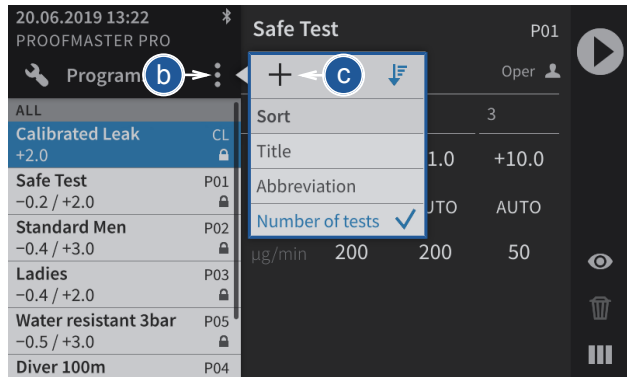 20.06.2019 13:22
PROOFMASTER PRO
Program
b
ALL
Calibrated Leak CL
+2.0
Safe Test P01
−0.2 / +2.0
Standard Men P02
−0.4 / +3.0
Ladies P03
−0.4 / +2.0
Water resistant 3bar P05
−0.5 / +3.0
Diver 100m P04
Safe Test P01
c
Oper
Sort
Title
Abbreviation
Number of tests
3
1.0 +10.0
UTO AUTO
µg/min 200 200 50